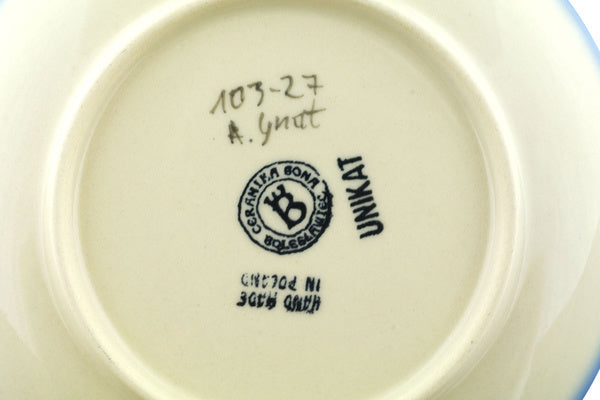 103-27
A. Gnat
CERAMIKA BONA
BOLESŁAWIEC
B
UNIKAT
HAND MADE
IN POLAND